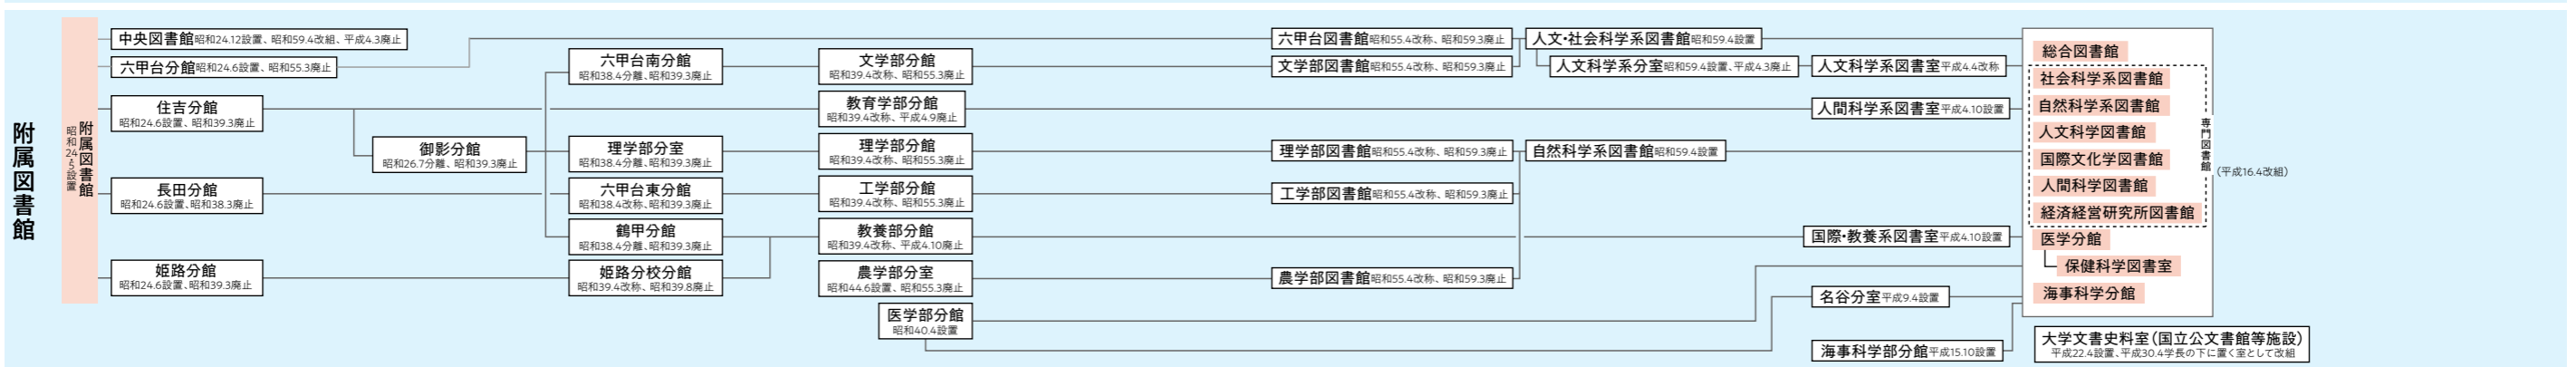 附属図書館
附属図書館
昭和24.5設置
中央図書館昭和24.12設置、昭和59.4改組、平成4.3廃止
六甲台分館昭和24.6設置、昭和55.3廃止
住吉分館
昭和24.6設置、昭和39.3廃止
御影分館
昭和26.7分離、昭和39.3廃止
長田分館
昭和24.6設置、昭和38.3廃止
姫路分館
昭和24.6設置、昭和39.3廃止
六甲台南分館
昭和38.4分離、昭和39.3廃止
理学部分室
昭和38.4分離、昭和39.3廃止
六甲台東分館
昭和38.4改称、昭和39.3廃止
鶴甲分館
昭和38.4分離、昭和39.3廃止
姫路分校分館
昭和39.4改称、昭和39.8廃止
文学部分館
昭和39.4改称、昭和55.3廃止
教育学部分館
昭和39.4改称、平成4.9廃止
理学部分館
昭和39.4改称、昭和55.3廃止
工学部分館
昭和39.4改称、昭和55.3廃止
教養部分館
昭和39.4改称、平成4.10廃止
農学部分室
昭和44.6設置、昭和55.3廃止
医学部分館
昭和40.4設置
六甲台図書館昭和55.4改称、昭和59.3廃止
文学部図書館昭和55.4改称、昭和59.3廃止
理学部図書館昭和55.4改称、昭和59.3廃止
工学部図書館昭和55.4改称、昭和59.3廃止
農学部図書館昭和55.4改称、昭和59.3廃止
人文・社会科学系図書館昭和59.4設置
人文科学系分室昭和59.4設置、平成4.3廃止
人文科学系図書室平成4.4改称
人間科学系図書室平成4.10設置
自然科学系図書館昭和59.4設置
国際・教養系図書室平成4.10設置
名谷分室平成9.4設置
海事科学部分館平成15.10設置
総合図書館
社会科学系図書館
自然科学系図書館
人文科学図書館
国際文化学図書館
人間科学図書館
経済経営研究所図書館
医学分館
保健科学図書室
海事科学分館
専門図書館
(平成16.4改組)
大学文書史料室(国立公文書館等施設)
平成22.4設置、平成30.4学長の下に置く室として改組